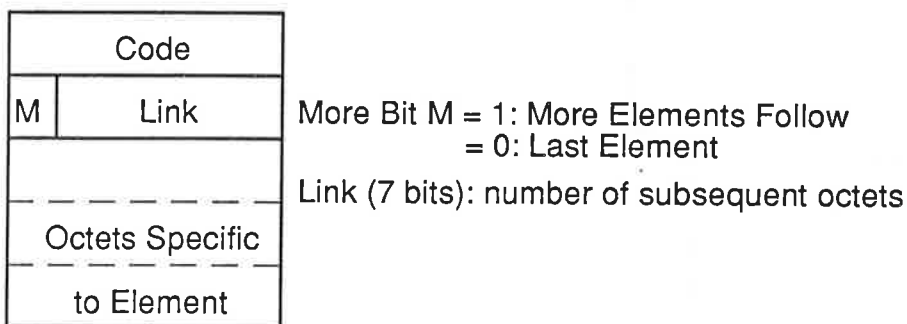 Code
M Link
More Bit M = 1: More Elements Follow
= 0: Last Element
Link (7 bits): number of subsequent octets
Octets Specific
to Element